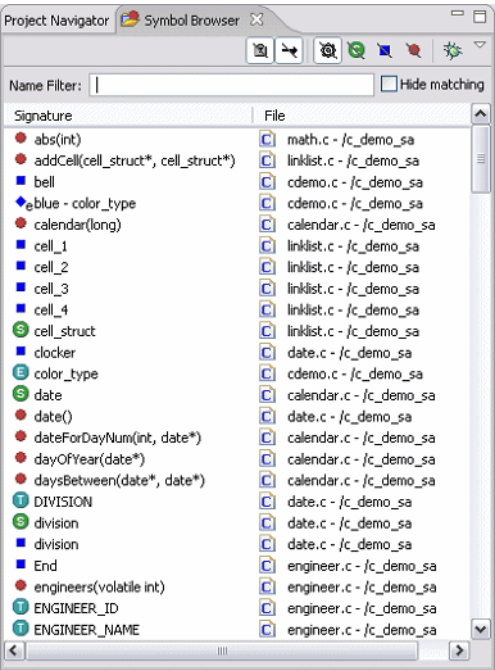 Project Navigator Symbol Browser
Name Filter: Hide matching
Signature File
abs(int) math.c - /c_demo_sa
addCell(cell_struct*, cell_struct*) linklist.c - /c_demo_sa
bell cdemo.c - /c_demo_sa
blue - color_type cdemo.c - /c_demo_sa
calendar(long) calendar.c - /c_demo_sa
cell_1 linklist.c - /c_demo_sa
cell_2 linklist.c - /c_demo_sa
cell_3 linklist.c - /c_demo_sa
cell_4 linklist.c - /c_demo_sa
S cell_struct linklist.c - /c_demo_sa
clocker date.c - /c_demo_sa
E color_type cdemo.c - /c_demo_sa
S date calendar.c - /c_demo_sa
date() date.c - /c_demo_sa
dateForDayNum(int, date*) calendar.c - /c_demo_sa
dayOfYear(date*) calendar.c - /c_demo_sa
daysBetween(date*, date*) calendar.c - /c_demo_sa
T DIVISION date.c - /c_demo_sa
S division date.c - /c_demo_sa
division date.c - /c_demo_sa
End engineer.c - /c_demo_sa
engineers(volatile int) engineer.c - /c_demo_sa
T ENGINEER_ID engineer.c - /c_demo_sa
T ENGINEER_NAME engineer.c - /c_demo_sa